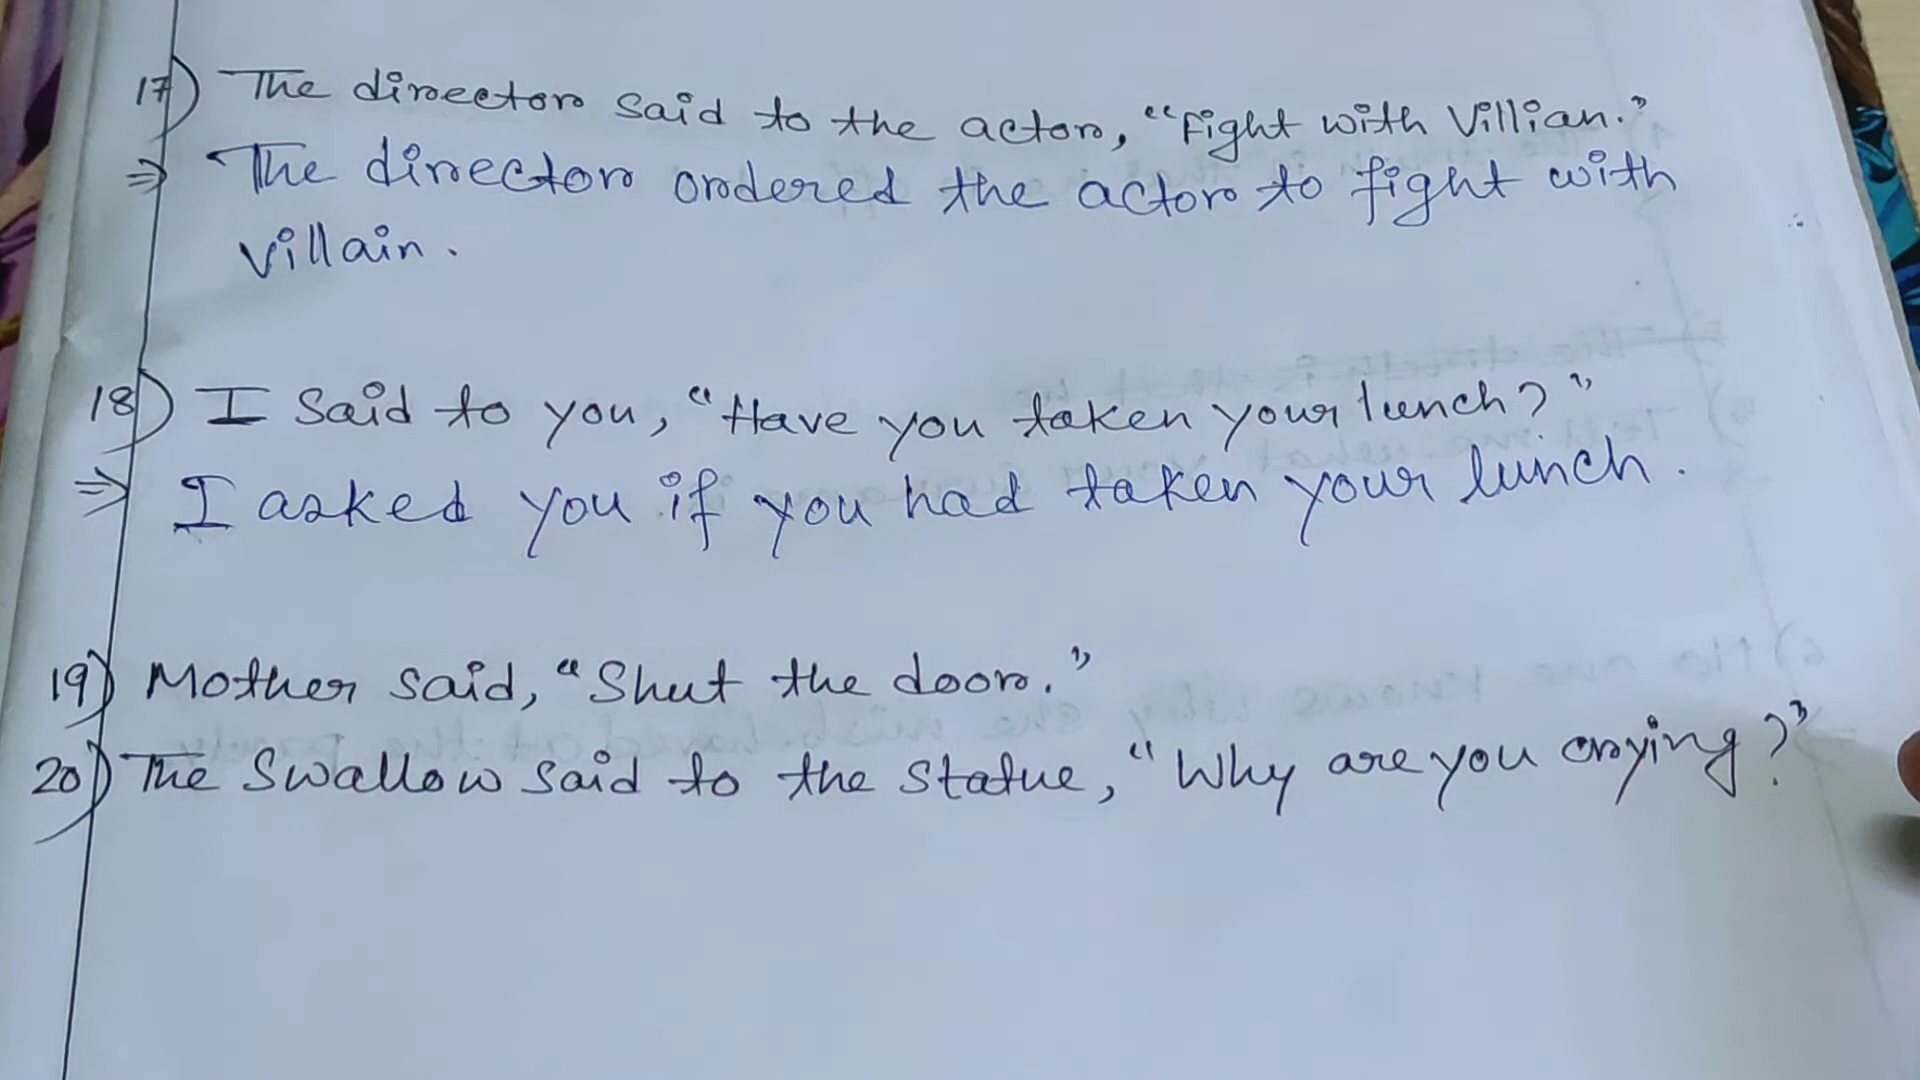 17) The director said to the actor, "Fight with Villian."
⇒ The director ordered the actor to fight with
villain.
18) I said to you, "Have you taken your lunch?"
⇒ I asked you if you had taken your lunch.
19) Mother said, "Shut the door."
20) The Swallow said to the statue, "Why are you crying?"